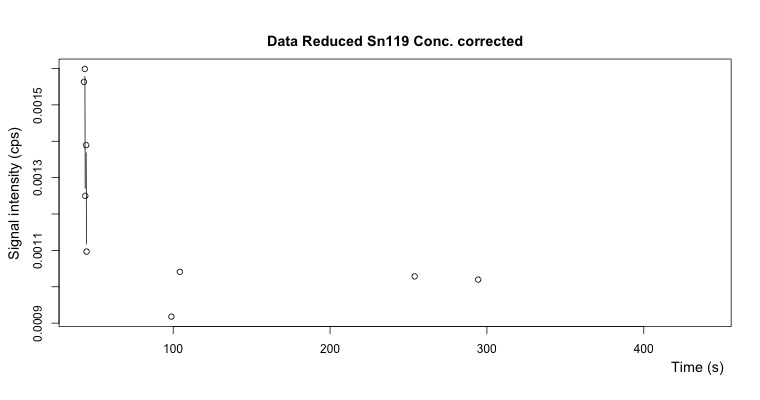 Data Reduced Sn119 Conc. corrected
Signal intensity (cps)
0.0015
0.0013
0.0011
0.0009
100 200 300 400
Time (s)